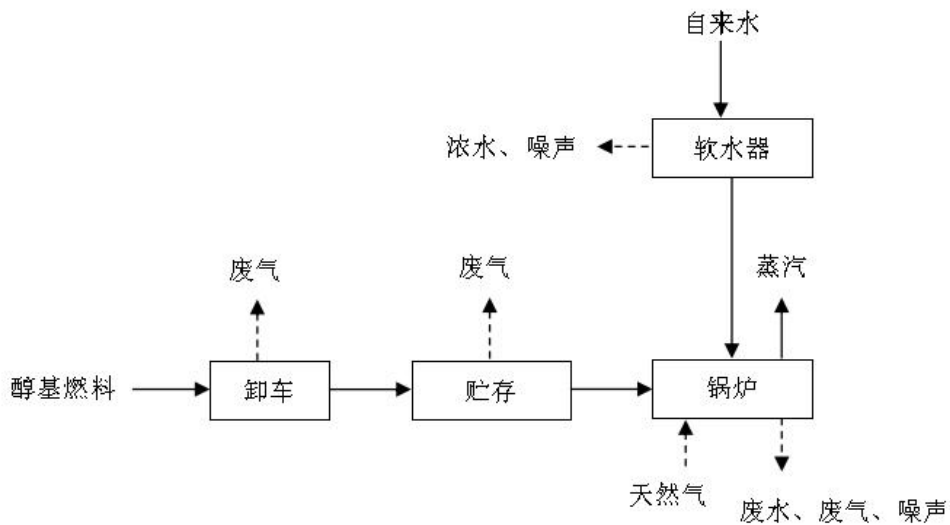 自来水
浓水、噪声
软水器
废气
废气
蒸汽
醇基燃料
卸车
贮存
锅炉
天然气
废水、废气、噪声